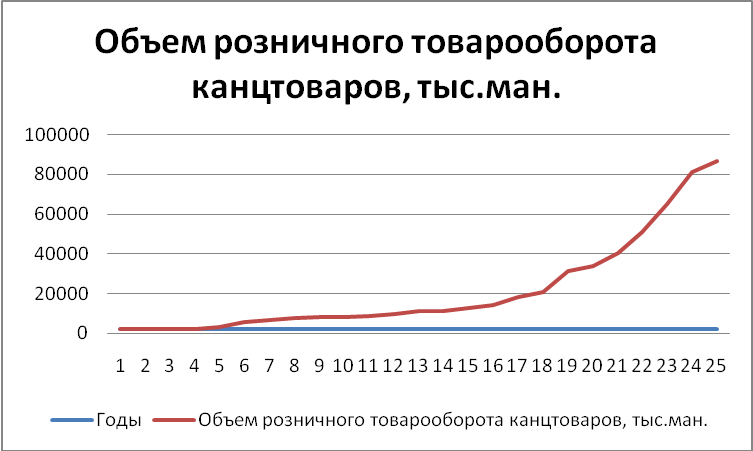 Объем розничного товарооборота
канцтоваров, тыс.ман.
100000
80000
60000
40000
20000
0
1 2 3 4 5 6 7 8 9 10 11 12 13 14 15 16 17 18 19 20 21 22 23 24 25
Годы Объем розничного товарооборота канцтоваров, тыс.ман.